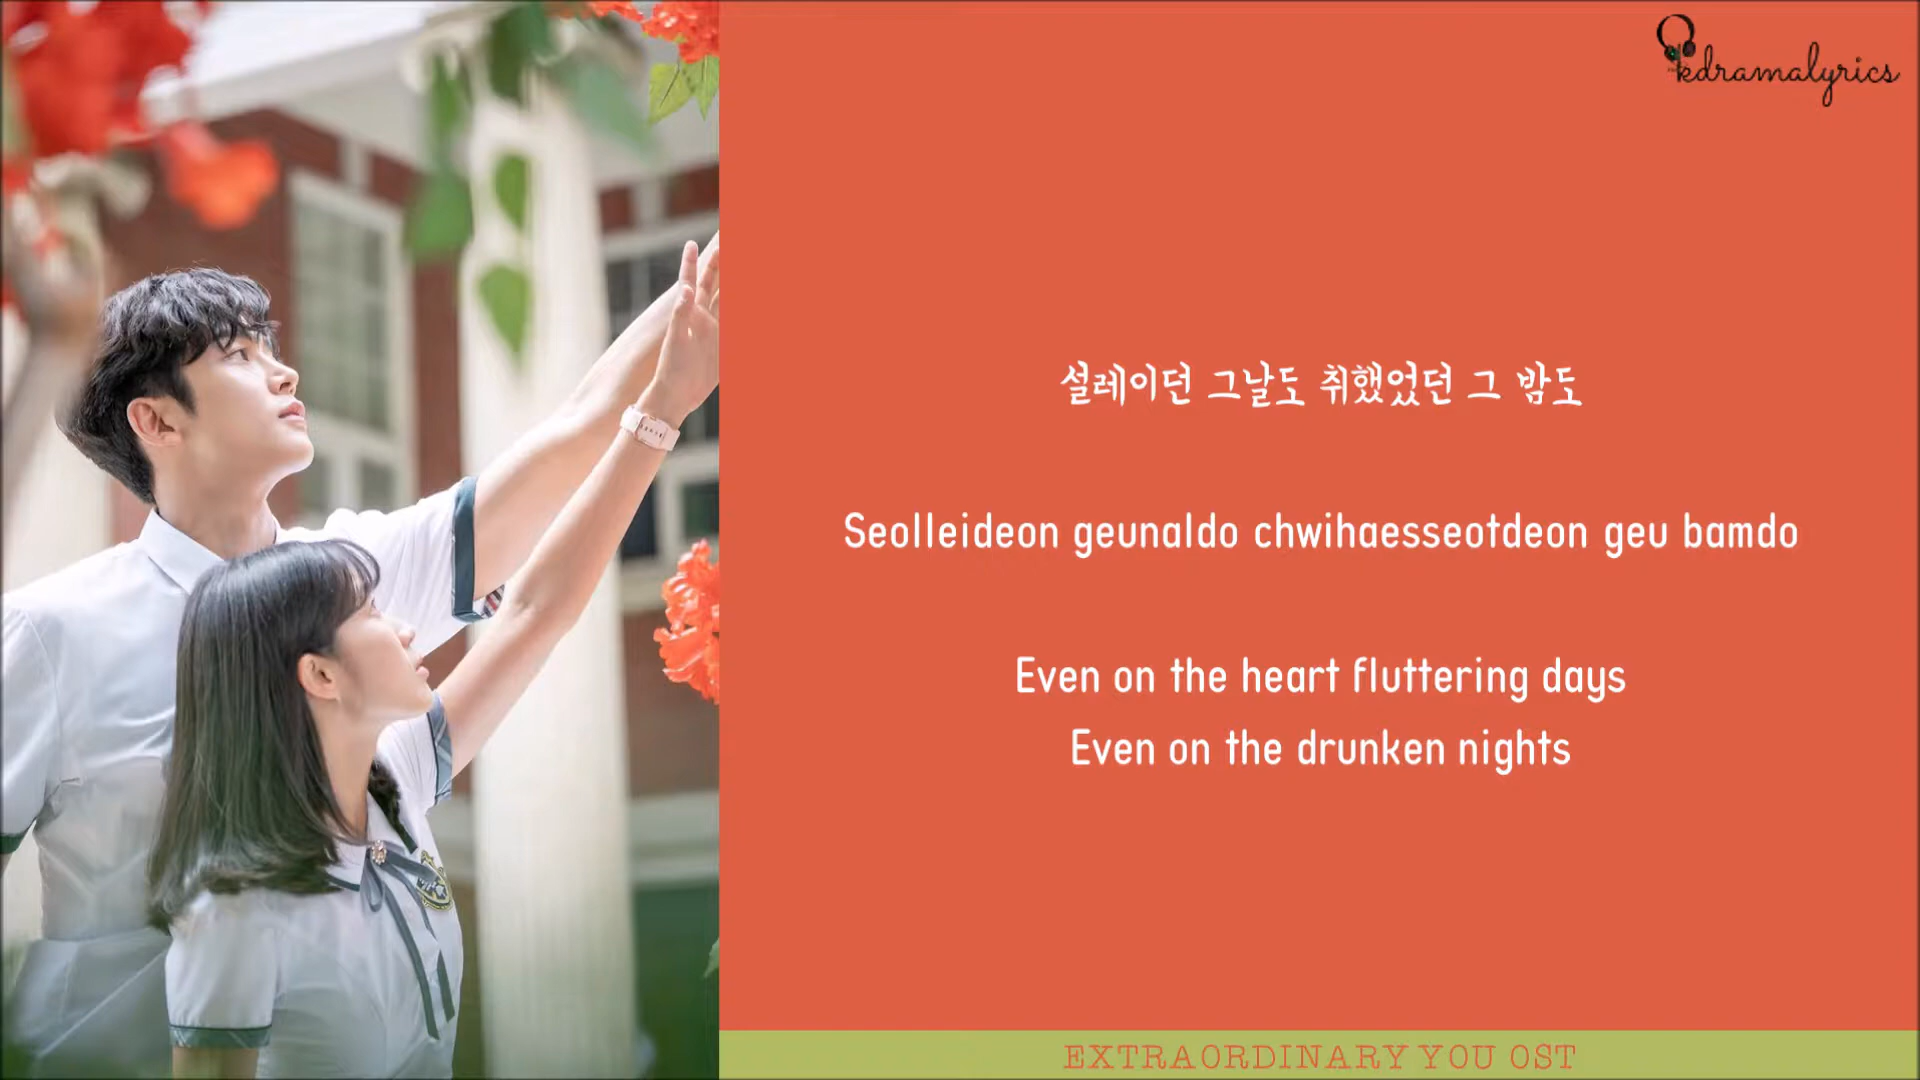 kdramalyrics
설레이던 그날도 취했었던 그 밤도
Seolleideon geunaldo chwihaesseotdeon geu bamdo
Even on the heart fluttering days
Even on the drunken nights
EXTRAORDINARY YOU OST